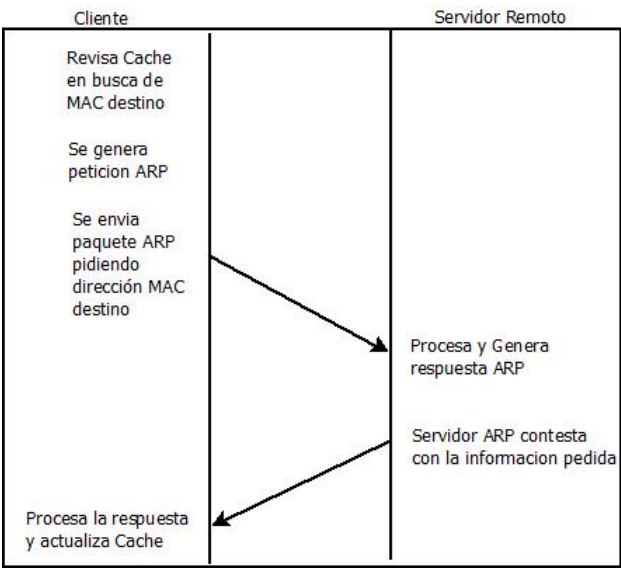 Cliente
Servidor Remoto
Revisa Cache
en busca de
MAC destino
Se genera
peticion ARP
Se envia
paquete ARP
pidiendo
dirección MAC
destino
Procesa y Genera
respuesta ARP
Servidor ARP contesta
con la informacion pedida
Procesa la respuesta
y actualiza Cache